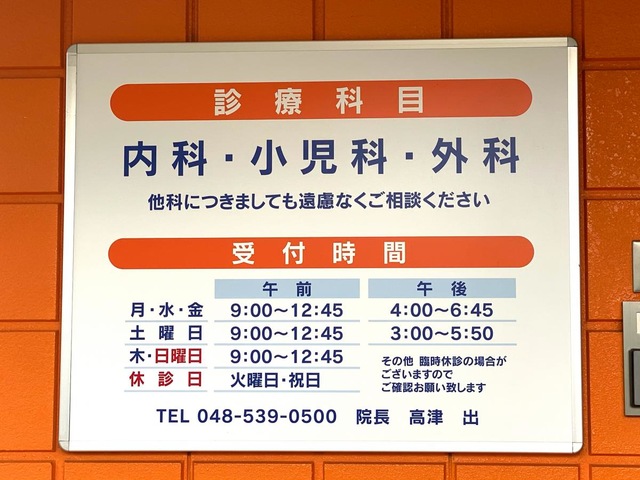 診療科目
内科・小児科・外科
他科につきましても遠慮なくご相談ください
受付時間
午前 午後
月・水・金 9:00〜12:45 4:00〜6:45
土曜日 9:00〜12:45 3:00〜5:50
木・日曜日 9:00〜12:45
休診日 火曜日・祝日
その他 臨時休診の場合が
ございますので
ご確認お願い致します
TEL 048-539-0500 院長 高津 出